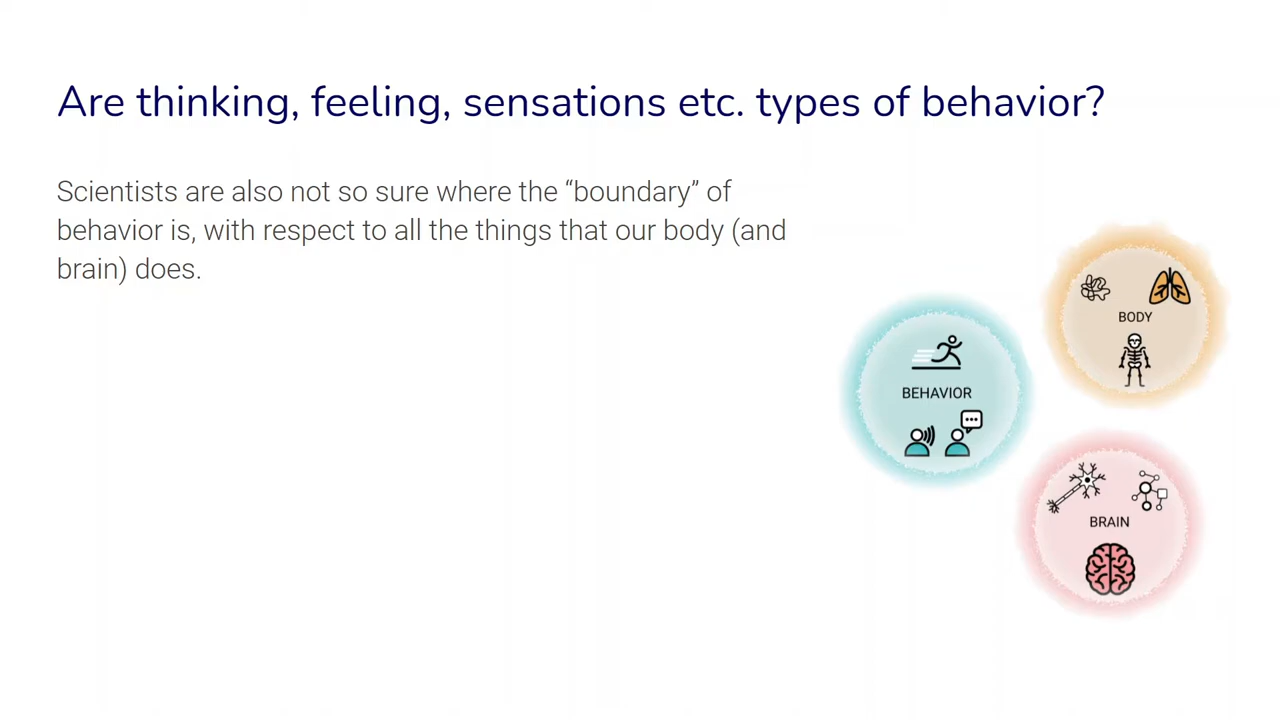 Are thinking, feeling, sensations etc. types of behavior?
Scientists are also not so sure where the “boundary” of
behavior is, with respect to all the things that our body (and
brain) does.
BODY
BEHAVIOR
BRAIN